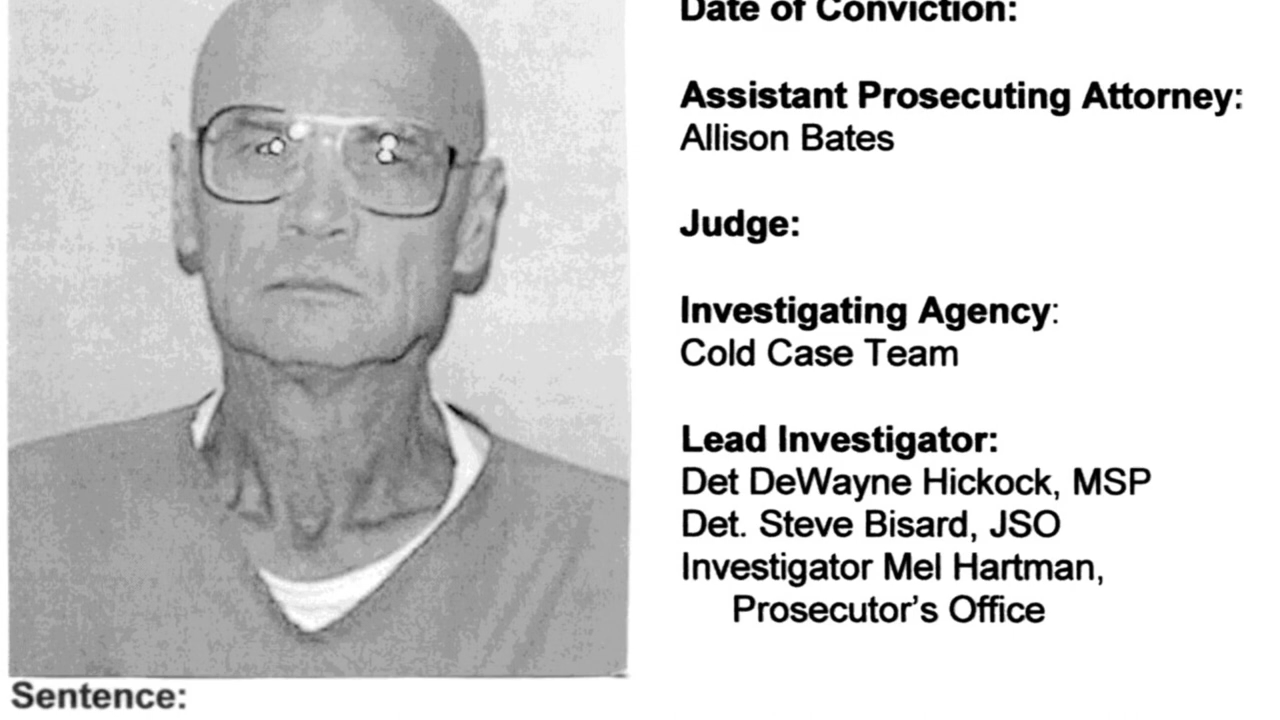 Date of Conviction:
Assistant Prosecuting Attorney:
Allison Bates
Judge:
Investigating Agency:
Cold Case Team
Lead Investigator:
Det DeWayne Hickock, MSP
Det. Steve Bisard, JSO
Investigator Mel Hartman,
Prosecutor’s Office
Sentence: